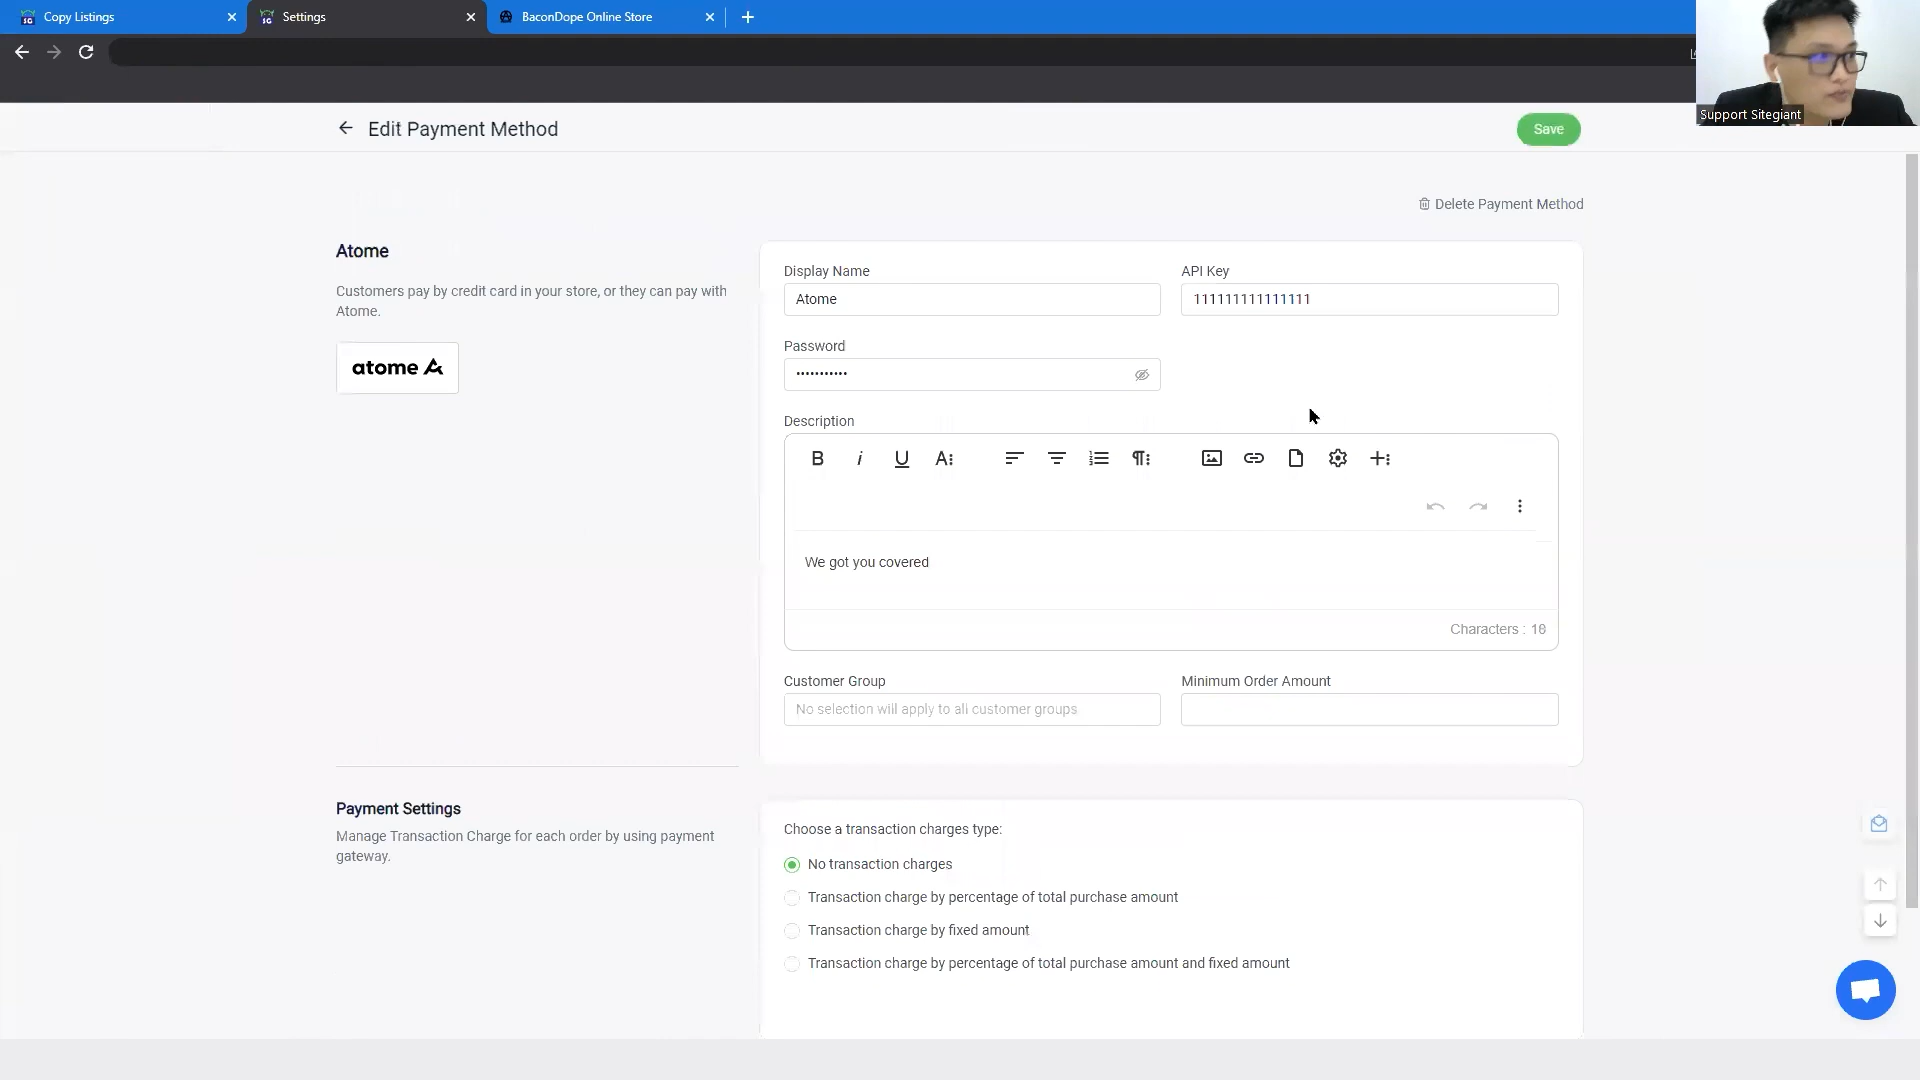 Copy Listings
Settings
BaconDope Online Store
Support Sitegiant
Edit Payment Method
Save
Delete Payment Method
Atome
Customers pay by credit card in your store, or they can pay with
Atome.
atome
Display Name
API Key
Atome
111111111111111
Password
•••••••••••
Description
We got you covered
Characters : 18
Customer Group
Minimum Order Amount
No selection will apply to all customer groups
Payment Settings
Manage Transaction Charge for each order by using payment
gateway.
Choose a transaction charges type:
No transaction charges
Transaction charge by percentage of total purchase amount
Transaction charge by fixed amount
Transaction charge by percentage of total purchase amount and fixed amount